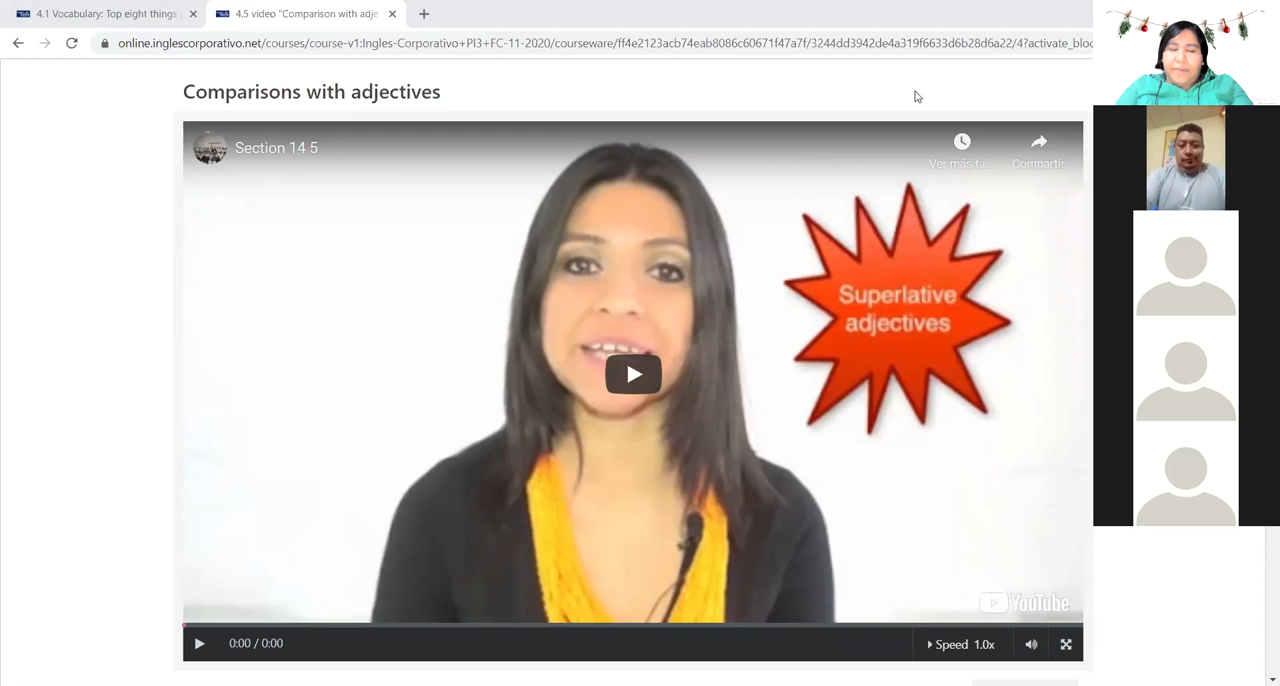 4.1 Vocabulary: Top eight things
4.5 video "Comparison with adje
online.inglescorporativo.net/courses/course-v1:Ingles-Corporativo+PI3+FC-11-2020/courseware/ff4e2123acb74eab8086c60671f47a7f/3244dd3942de4a319f6633d6b28d6a22/4?activate_bloc
Comparisons with adjectives
Section 14 5
Ver más ta...
Compartir
Superlative
adjectives
YouTube
0:00 / 0:00
Speed 1.0x